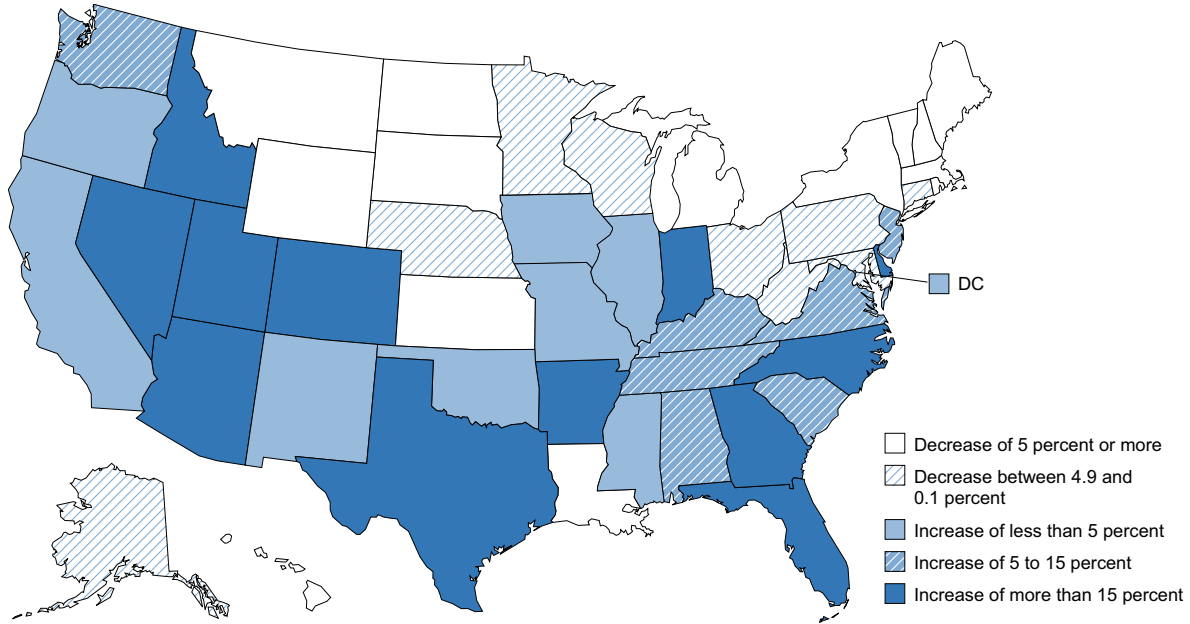 DC
Decrease of 5 percent or more
Decrease between 4.9 and
0.1 percent
Increase of less than 5 percent
Increase of 5 to 15 percent
Increase of more than 15 percent